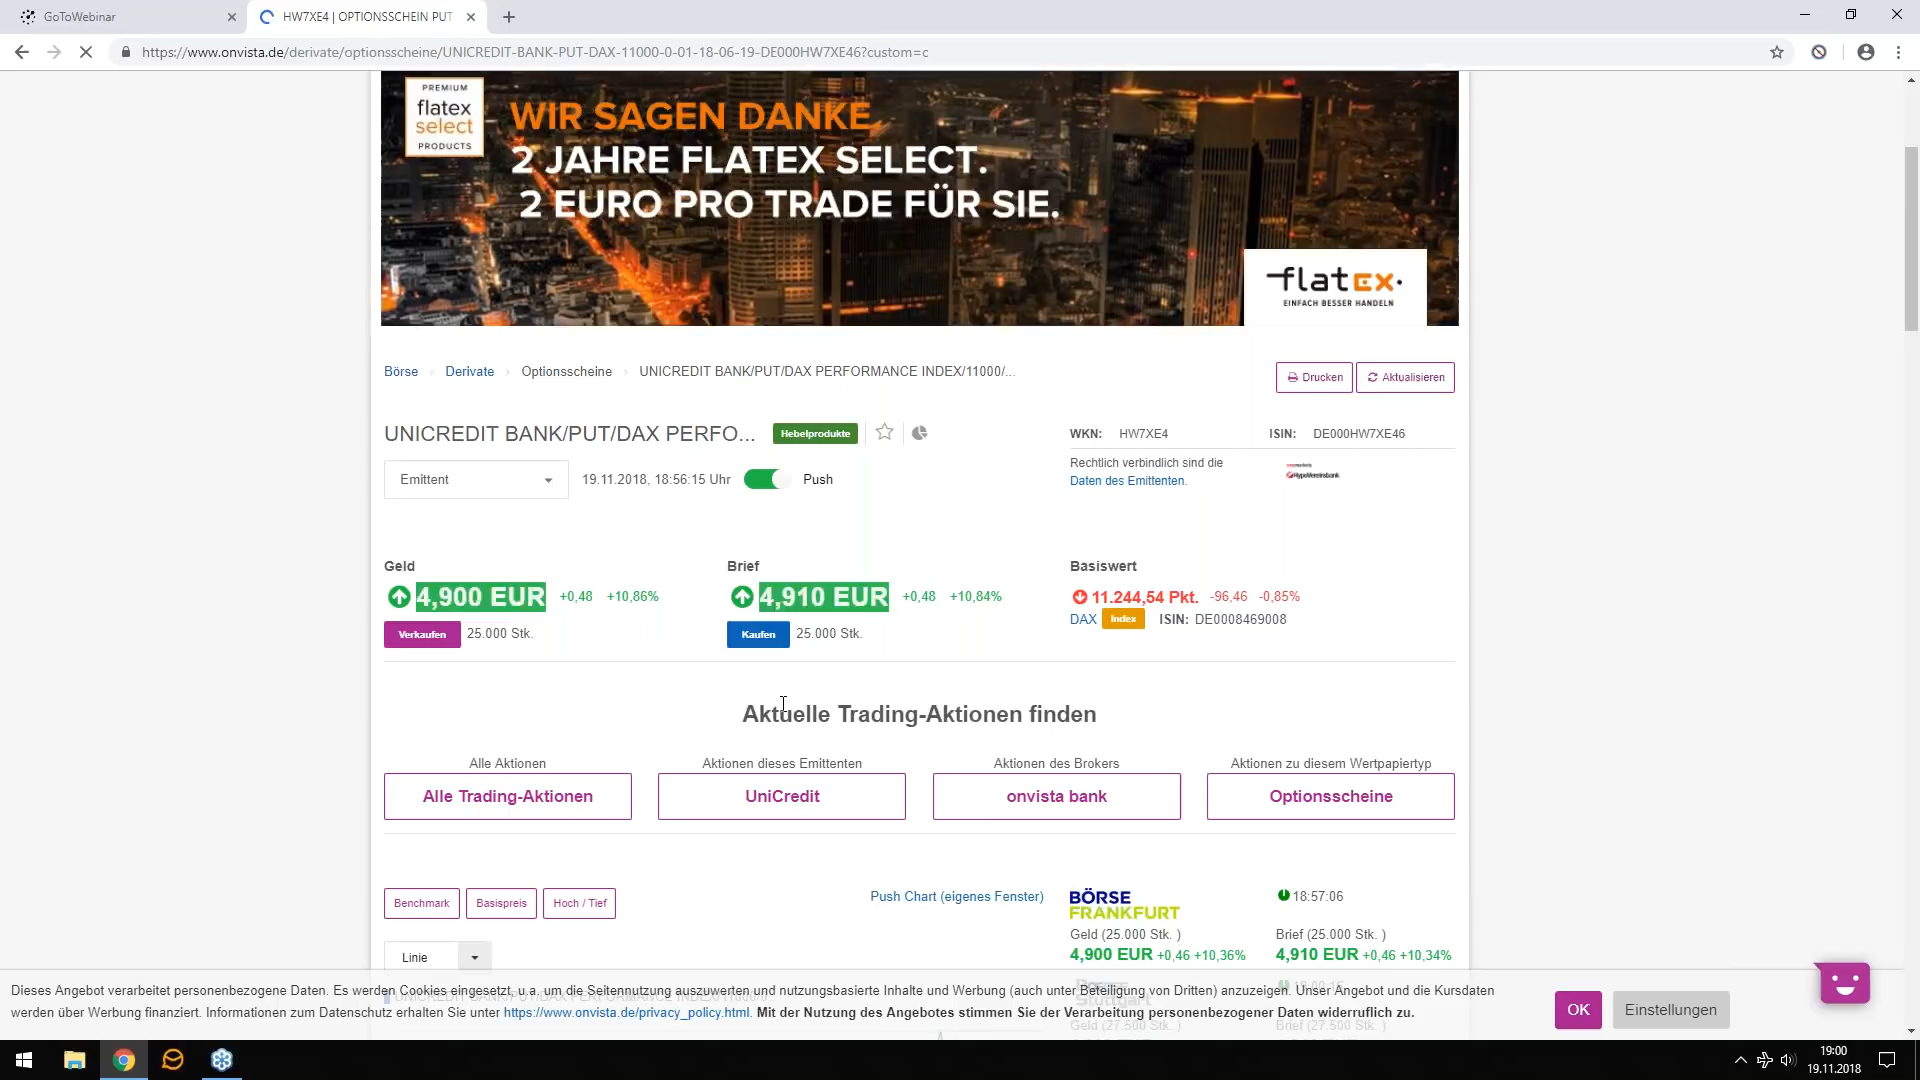 GoToWebinar
HW7XE4 | OPTIONSSCHEIN PUT
https://www.onvista.de/derivate/optionsscheine/UNICREDIT-BANK-PUT-DAX-11000-0-01-18-06-19-DE000HW7XE46?custom=c
PREMIUM
flatex
select
PRODUCTS
WIR SAGEN DANKE.
2 JAHRE FLATEX SELECT.
2 EURO PRO TRADE FÜR SIE.
flatex
EINFACH BESSER HANDELN
Börse Derivate Optionsscheine UNICREDIT BANK/PUT/DAX PERFORMANCE INDEX/11000/...
Drucken Aktualisieren
UNICREDIT BANK/PUT/DAX PERFO... Hebelprodukte
WKN: HW7XE4 ISIN: DE000HW7XE46
Emittent 19.11.2018, 18:56:15 Uhr Push
Rechtlich verbindlich sind die
Daten des Emittenten.
HypoVereinsbank
Geld Brief Basiswert
4,900 EUR +0,48 +10,86% 4,910 EUR +0,48 +10,84% 11.244,54 Pkt. -96,46 -0,85%
DAX Index ISIN: DE0008469008
Verkaufen 25.000 Stk. Kaufen 25.000 Stk.
Aktuelle Trading-Aktionen finden
Alle Aktionen Aktionen dieses Emittenten Aktionen des Brokers Aktionen zu diesem Wertpapiertyp
Alle Trading-Aktionen UniCredit onvista bank Optionsscheine
Benchmark Basispreis Hoch / Tief
Push Chart (eigenes Fenster)
BÖRSE
FRANKFURT
18:57:06
Geld (25.000 Stk. ) Brief (25.000 Stk. )
4,900 EUR +0,46 +10,36% 4,910 EUR +0,46 +10,34%
Linie
Dieses Angebot verarbeitet personenbezogene Daten. Es werden Cookies eingesetzt, u.a. um die Seitennutzung auszuwerten und nutzungsbasierte Inhalte und Werbung (auch unter Beteiligung von Dritten) anzuzeigen. Unser Angebot und die Kursdaten
werden über Werbung finanziert. Informationen zum Datenschutz erhalten Sie unter https://www.onvista.de/privacy_policy.html. Mit der Nutzung des Angebotes stimmen Sie der Verarbeitung personenbezogener Daten widerruflich zu.
OK Einstellungen
Geld (27.500 Stk. ) Brief (27.500 Stk. )
19:00
19.11.2018